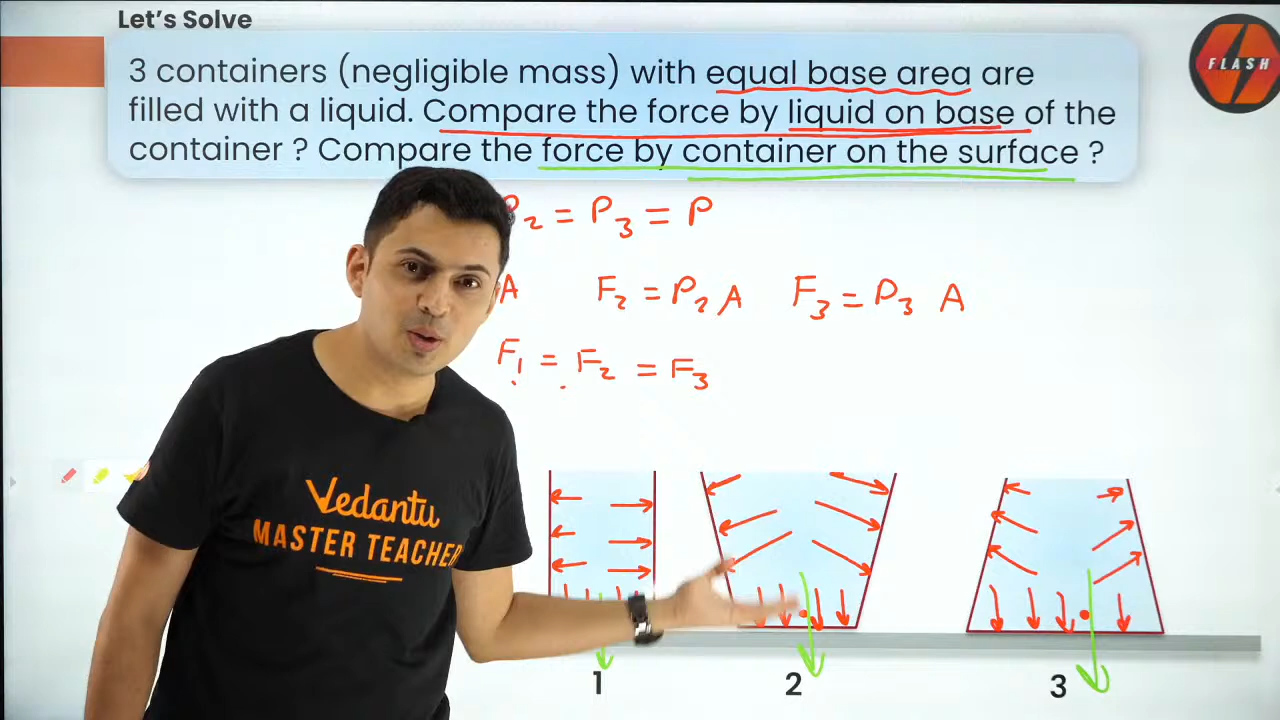 Let's Solve
FLASH
3 containers (negligible mass) with equal base area are
filled with a liquid. Compare the force by liquid on base of the
container ? Compare the force by container on the surface ?
P₂ = P₃ = P
A F₂ = P₂ A F₃ = P₃ A
F₁ = F₂ = F₃
Vedantu
MASTER TEACHER
1 2 3